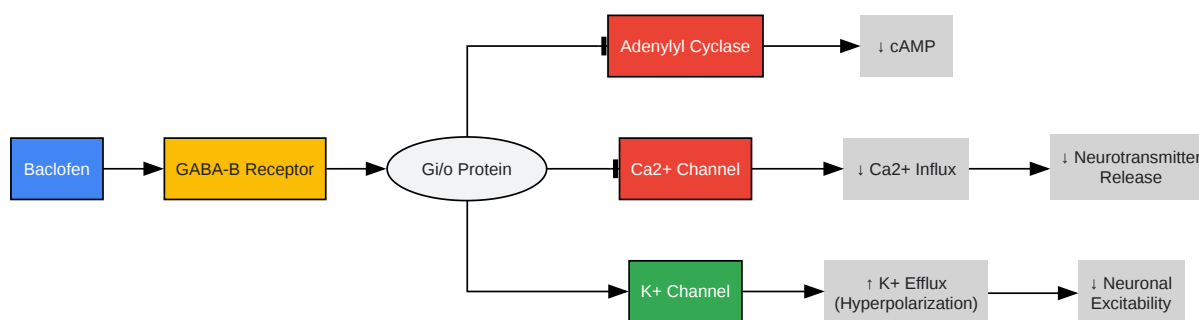 Adenylyl Cyclase
↓ cAMP
Baclofen
GABA-B Receptor
Gi/o Protein
Ca2+ Channel
↓ Ca2+ Influx
↓ Neurotransmitter
Release
K+ Channel
↑ K+ Efflux
(Hyperpolarization)
↓ Neuronal
Excitability